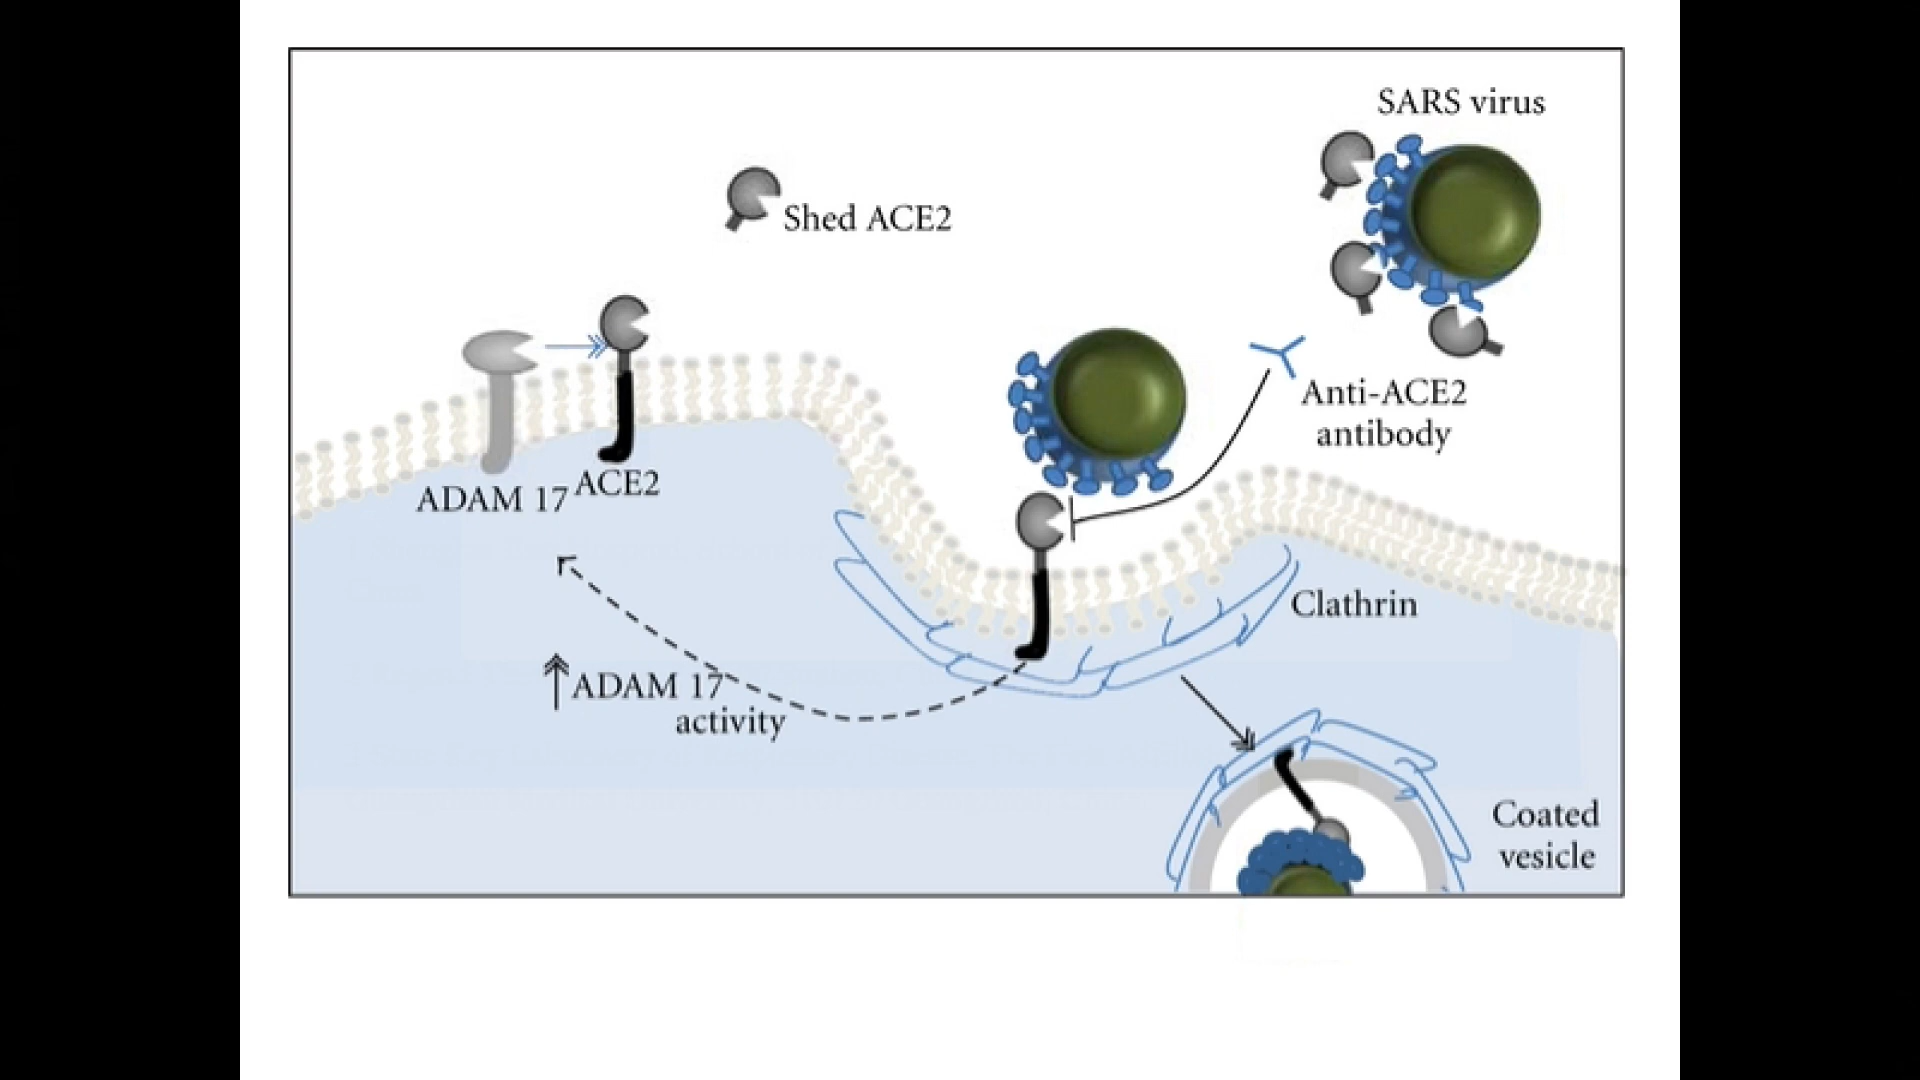 SARS virus
Shed ACE2
Anti-ACE2
antibody
ACE2
ADAM 17
Clathrin
ADAM 17
activity
Coated
vesicle